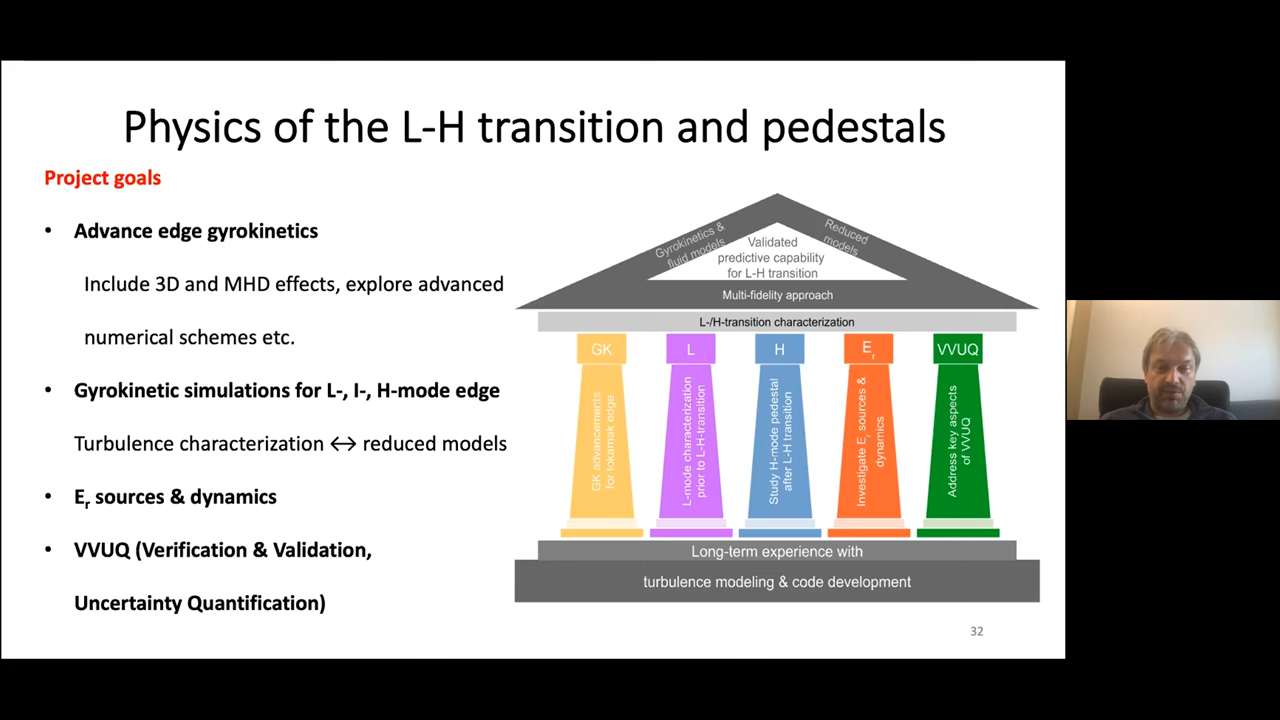 Physics of the L-H transition and pedestals
Project goals
• Advance edge gyrokinetics
Include 3D and MHD effects, explore advanced
numerical schemes etc.
• Gyrokinetic simulations for L-, I-, H-mode edge
Turbulence characterization ↔ reduced models
• Er sources & dynamics
• VVUQ (Verification & Validation,
Uncertainty Quantification)
Gyrokinetics &
fluid models
Reduced
models
Validated
predictive capability
for L-H transition
Multi-fidelity approach
L-/H-transition characterization
GK
L
H
Er
VVUQ
GK advancements
for tokamak edge
L-mode characterization
prior to L-H-transition
Study H-mode pedestal
after L-H transition
Investigate Er sources &
dynamics
Address key aspects
of VVUQ
Long-term experience with
turbulence modeling & code development
32